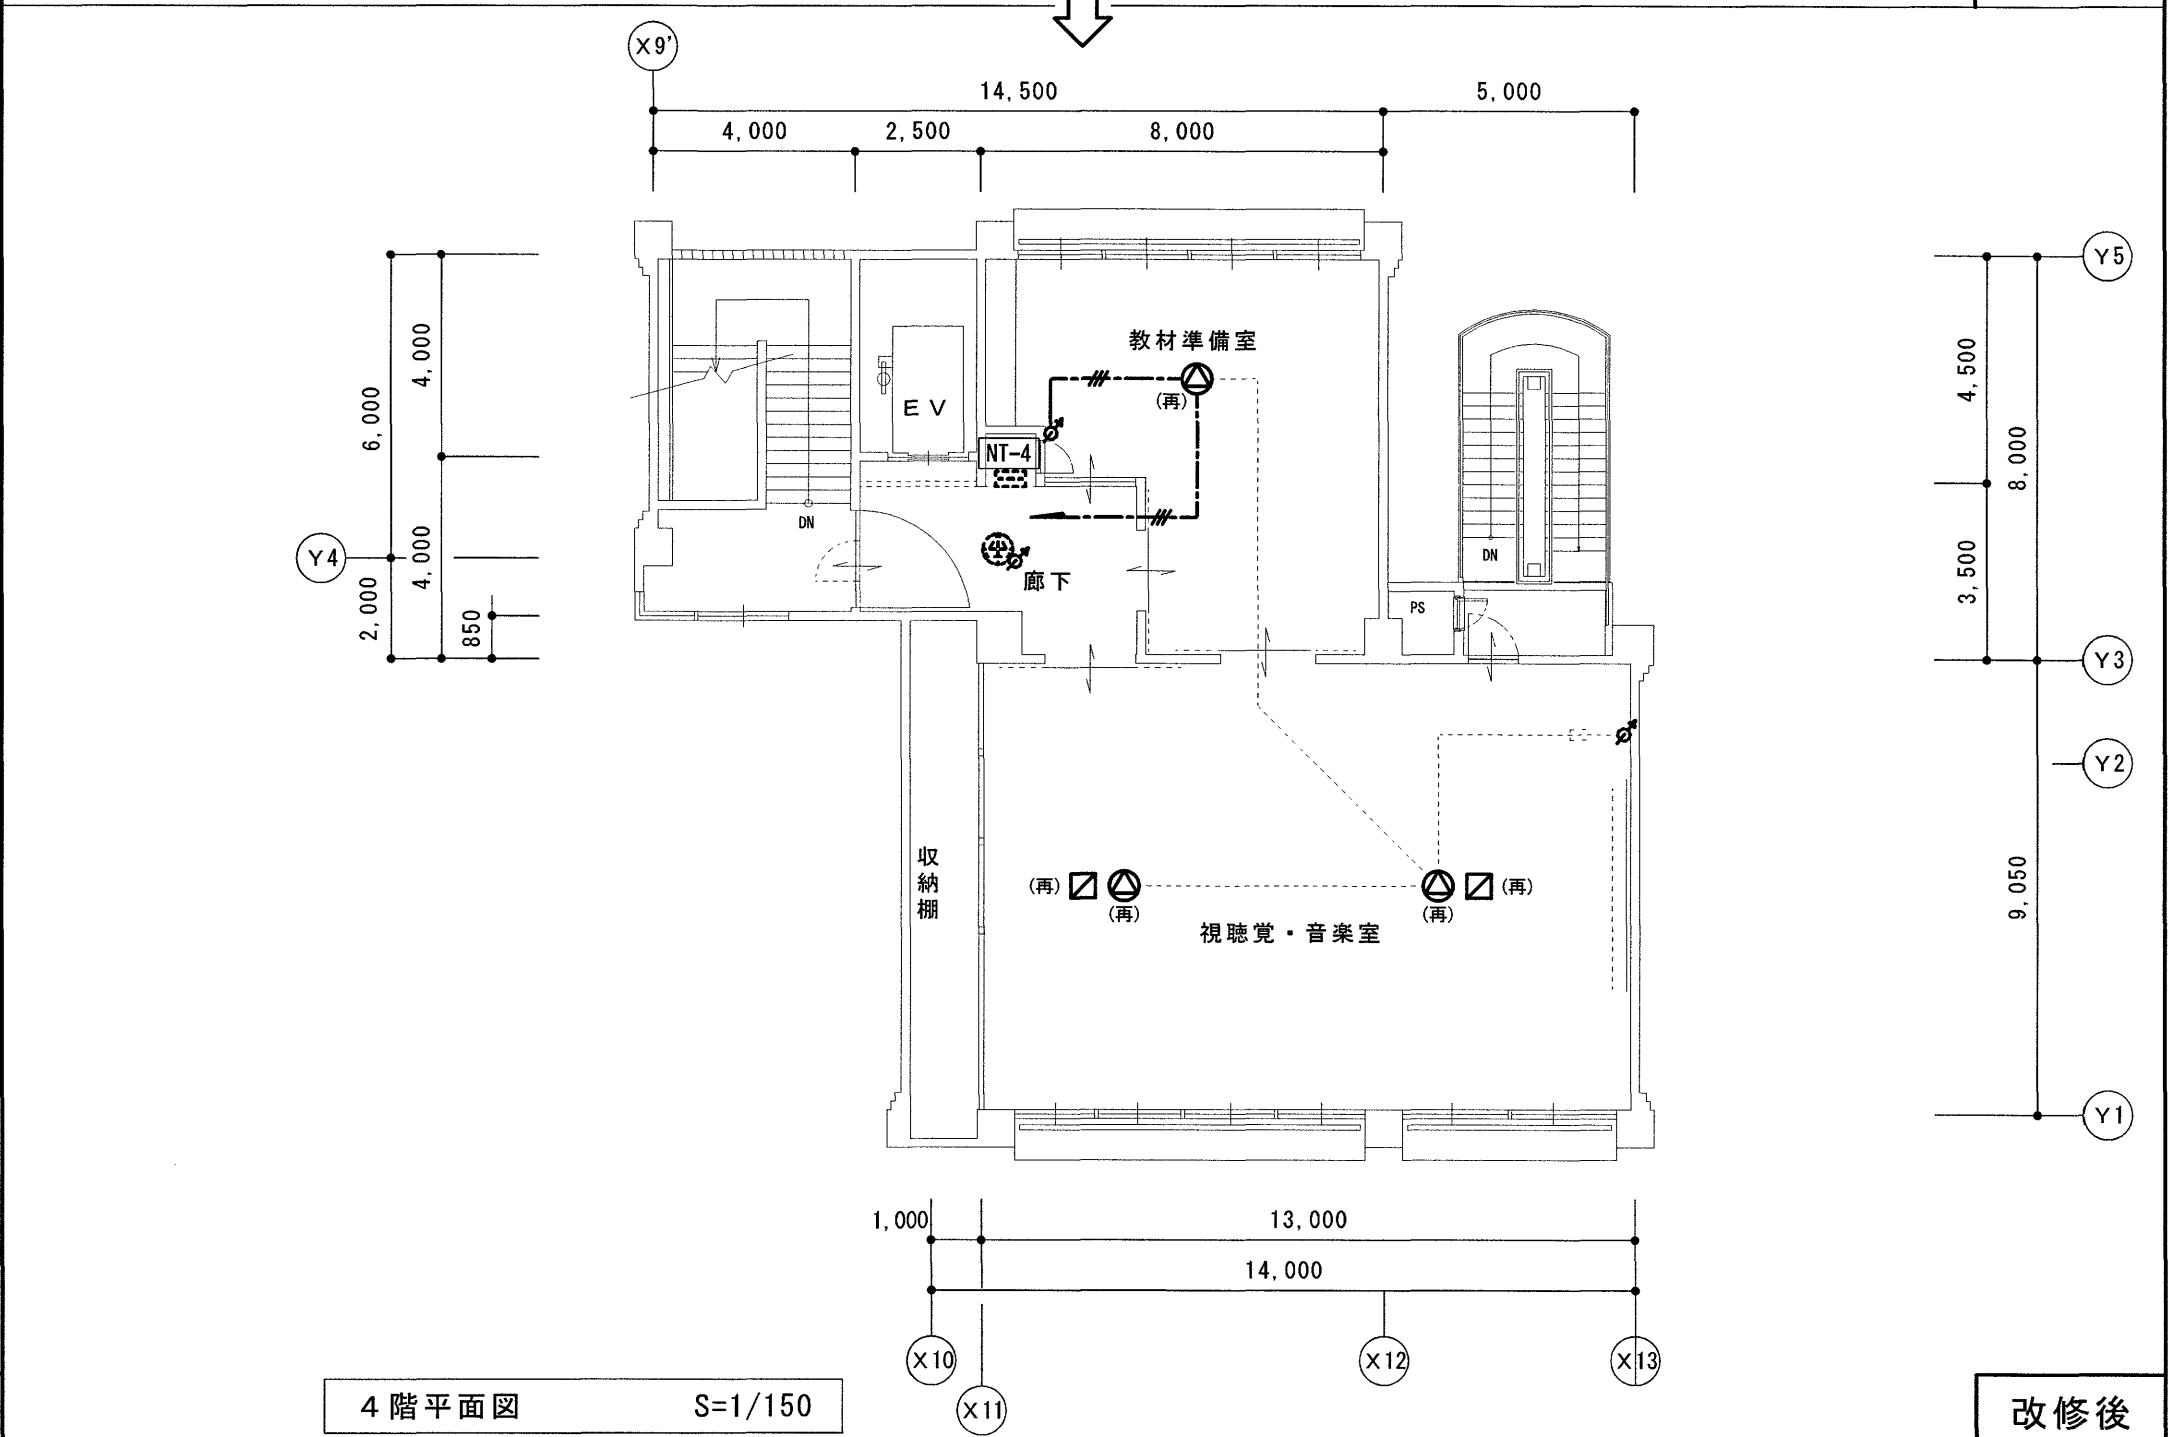 X9'
14,500
5,000
4,000
2,500
8,000
Y5
教材準備室
(再)
EV
NT-4
4,000
6,000
4,500
8,000
DN
DN
Y4
4,000
2,000
850
3,500
廊下
PS
Y3
Y2
収納棚
(再)
(再)
(再)
(再)
視聴覚・音楽室
9,050
Y1
1,000
13,000
14,000
X10
X12
X13
X11
4階平面図 S=1/150
改修後